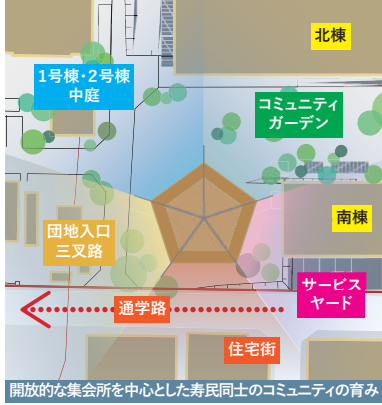 北棟
1号棟・2号棟
中庭
コミュニティ
ガーデン
団地入口
三叉路
南棟
サービス
ヤード
通学路
住宅街
開放的な集会所を中心とした寿民同士のコミュニティの育み